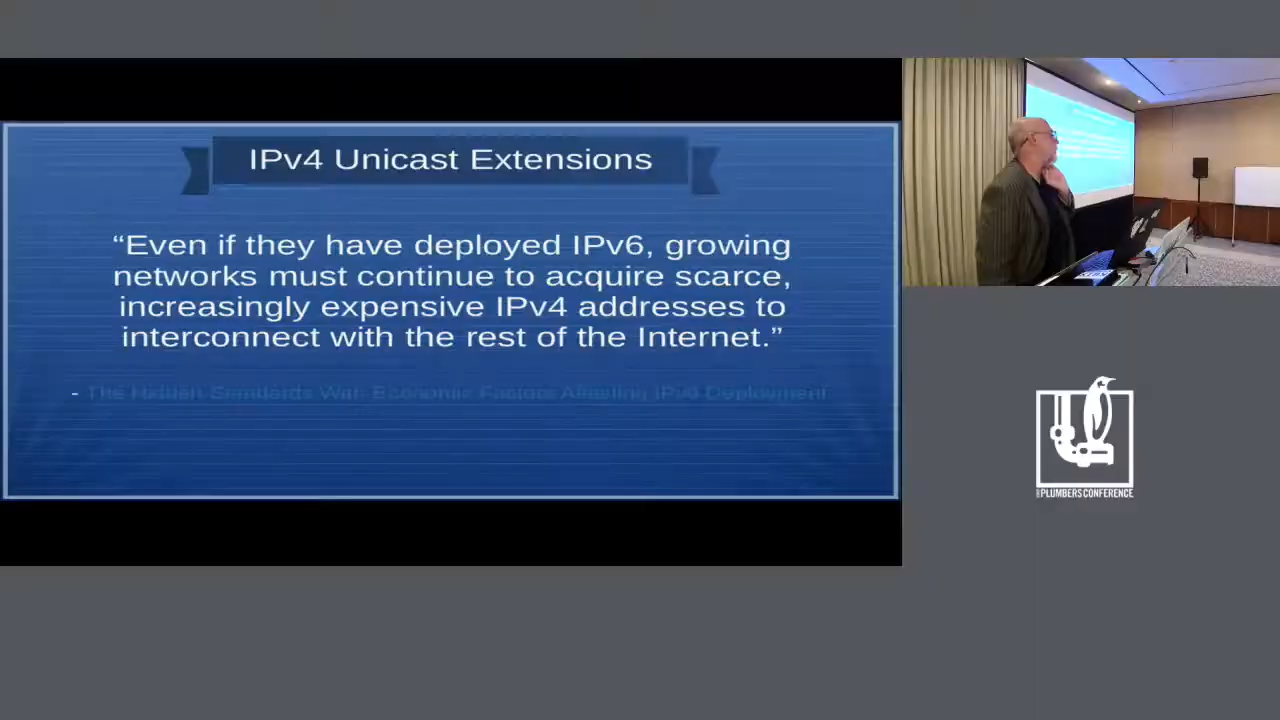 IPv4 Unicast Extensions
“Even if they have deployed IPv6, growing
networks must continue to acquire scarce,
increasingly expensive IPv4 addresses to
interconnect with the rest of the Internet.”
- The Hidden Standards War: Economic Factors Affecting IPv6 Deployment
PLUMBERS CONFERENCE